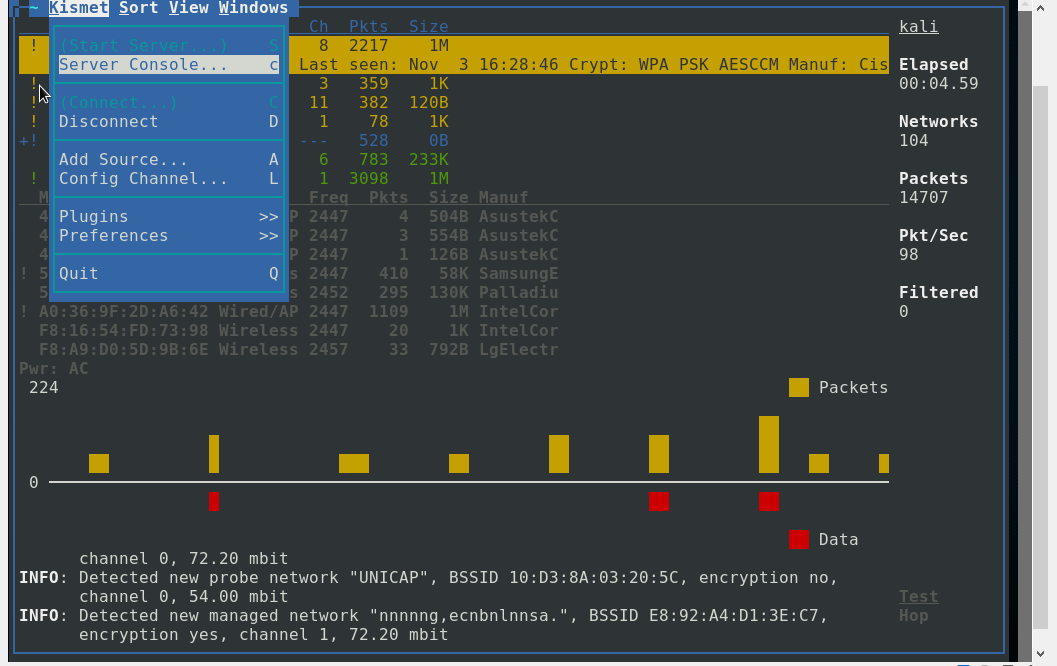 ~ Kismet Sort View Windows
Ch Pkts Size
kali
! (Start Server...) S 8 2217 1M
Server Console... c Last seen: Nov 3 16:28:46 Crypt: WPA PSK AESCCM Manuf: Cis
Elapsed
! 3 359 1K
00:04.59
! (Connect...) C 11 382 120B
! Disconnect D 1 78 1K
Networks
+! --- 528 0B
104
Add Source... A 6 783 233K
! Config Channel... L 1 3098 1M
Packets
M Freq Pkts Size Manuf
14707
4 Plugins >> P 2447 4 504B AsustekC
4 Preferences >> P 2447 3 554B AsustekC
Pkt/Sec
4 P 2447 1 126B AsustekC
98
! 5 Quit Q s 2447 410 58K SamsungE
5 s 2452 295 130K Palladiu
Filtered
! A0:36:9F:2D:A6:42 Wired/AP 2447 1109 1M IntelCor
0
F8:16:54:FD:73:98 Wireless 2447 20 1K IntelCor
F8:A9:D0:5D:9B:6E Wireless 2457 33 792B LgElectr
Pwr: AC
224
Packets
0
Data
channel 0, 72.20 mbit
INFO: Detected new probe network "UNICAP", BSSID 10:D3:8A:03:20:5C, encryption no,
channel 0, 54.00 mbit
Test
INFO: Detected new managed network "nnnnng,ecnbnlnnsa.", BSSID E8:92:A4:D1:3E:C7,
Hop
encryption yes, channel 1, 72.20 mbit